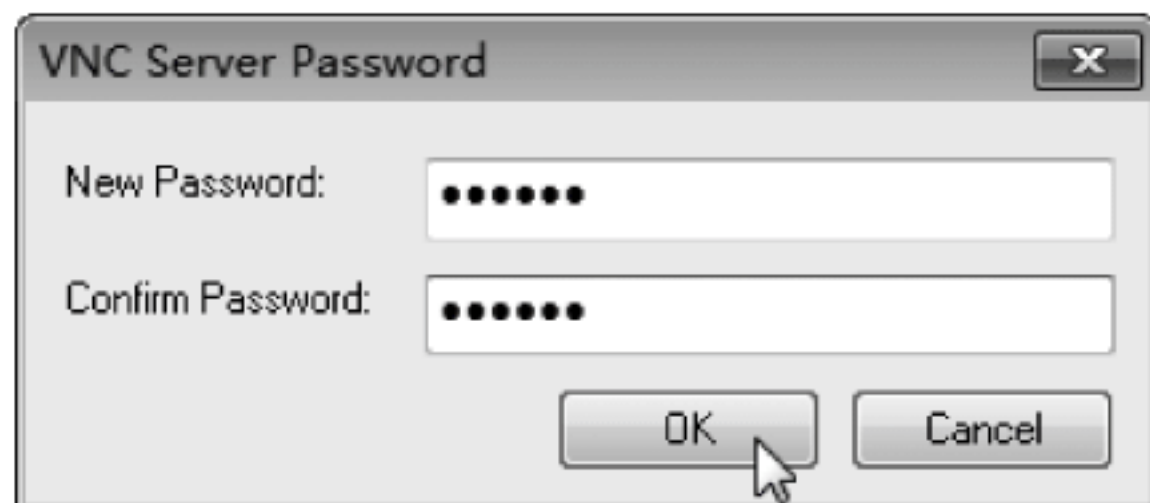 VNC Server Password
New Password: ●●●●●●
Confirm Password: ●●●●●●
OK Cancel